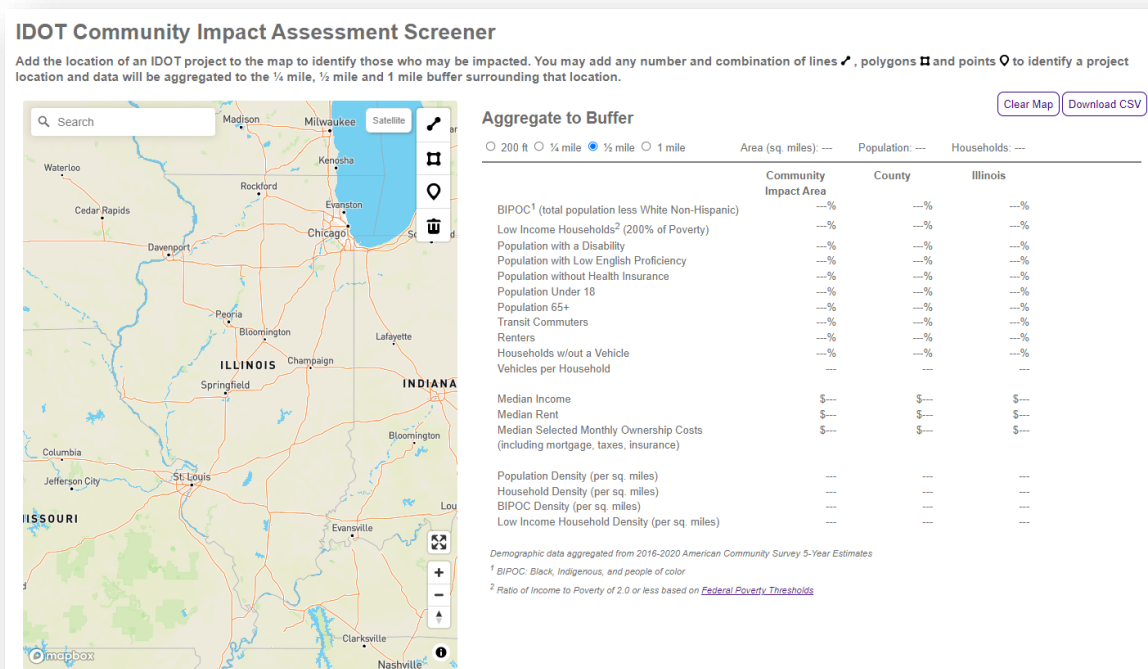 IDOT Community Impact Assessment Screener
Add the location of an IDOT project to the map to identify those who may be impacted. You may add any number and combination of lines , polygons and points to identify a project
location and data will be aggregated to the ¼ mile, ½ mile and 1 mile buffer surrounding that location.
Search
Satellite
Madison
Milwaukee
Waterloo
Kenosha
Rockford
Cedar Rapids
Evanston
Chicago
Davenport
Peoria
Bloomington
Lafayette
ILLINOIS
Champaign
Springfield
INDIANA
Bloomington
Columbia
Jefferson City
St. Louis
Lou
ISSOURI
Evansville
Clarksville
Nashville
mapbox
Clear Map
Download CSV
Aggregate to Buffer
200 ft ¼ mile ½ mile 1 mile Area (sq. miles): --- Population: --- Households: ---
Community Impact Area County Illinois
BIPOC¹ (total population less White Non-Hispanic) ---% ---% ---%
Low Income Households² (200% of Poverty) ---% ---% ---%
Population with a Disability ---% ---% ---%
Population with Low English Proficiency ---% ---% ---%
Population without Health Insurance ---% ---% ---%
Population Under 18 ---% ---% ---%
Population 65+ ---% ---% ---%
Transit Commuters ---% ---% ---%
Renters ---% ---% ---%
Households w/out a Vehicle ---% ---% ---%
Vehicles per Household --- --- ---
Median Income $--- $--- $---
Median Rent $--- $--- $---
Median Selected Monthly Ownership Costs $--- $--- $---
(including mortgage, taxes, insurance)
Population Density (per sq. miles) --- --- ---
Household Density (per sq. miles) --- --- ---
BIPOC Density (per sq. miles) --- --- ---
Low Income Household Density (per sq. miles) --- --- ---
Demographic data aggregated from 2016-2020 American Community Survey 5-Year Estimates
¹ BIPOC: Black, Indigenous, and people of color
² Ratio of Income to Poverty of 2.0 or less based on Federal Poverty Thresholds